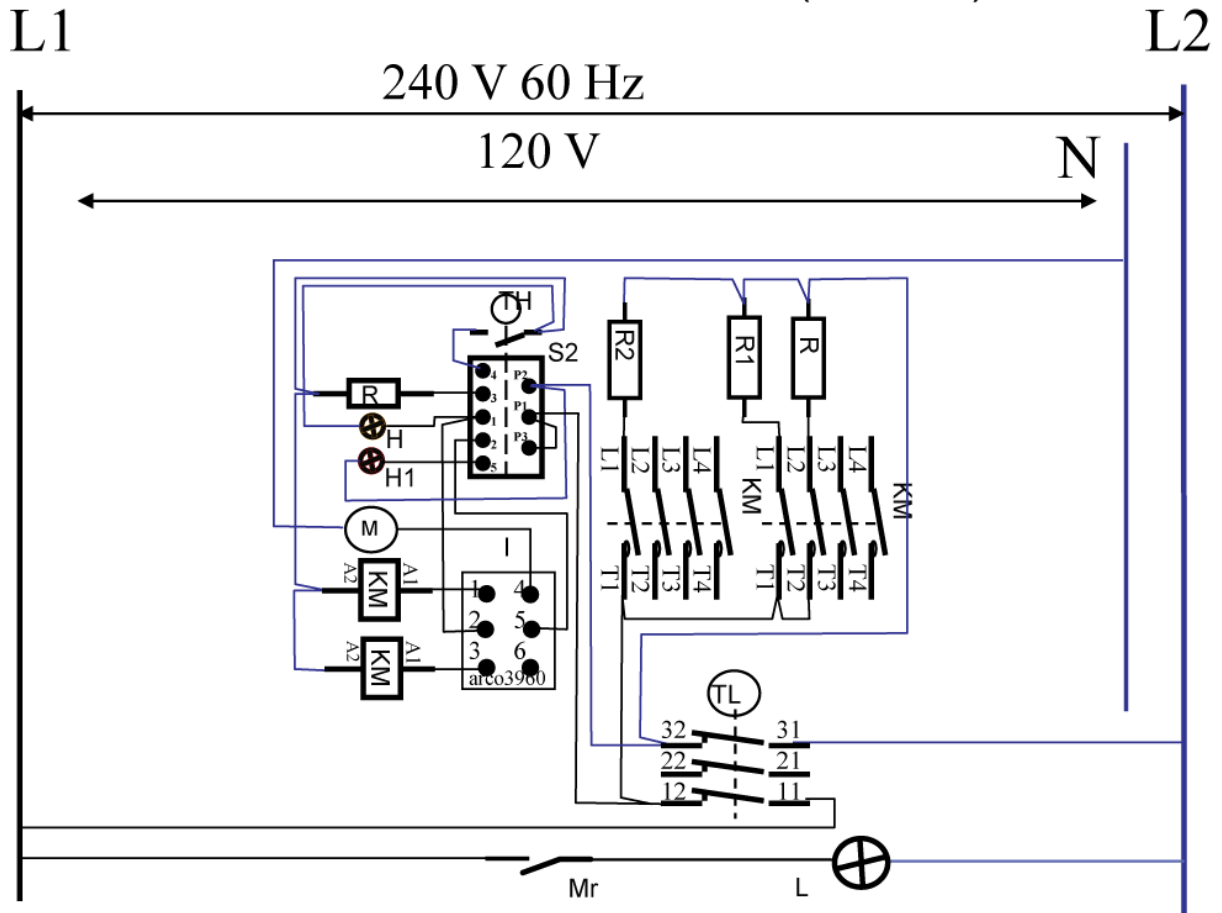 L1
L2
240 V 60 Hz
120 V
N
TH
S2
4
P2
3
P1
1
2
P3
5
R
H
H1
M
I
A2
KM
A1
A2
KM
A1
1
4
2
5
3
6
arco3960
R2
R1
R
L1
L2
L3
L4
KM
T1
T2
T3
T4
L1
L2
L3
L4
KM
T1
T2
T3
T4
TL
32
31
22
21
12
11
Mr
L